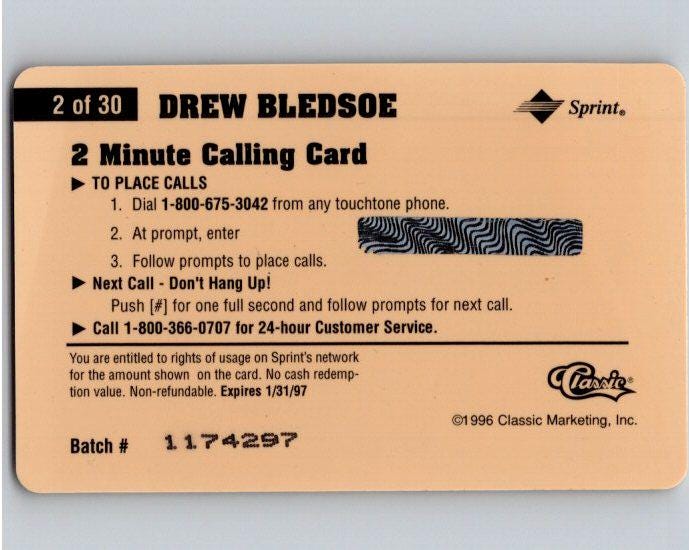 2 of 30 DREW BLEDSOE Sprint®
2 Minute Calling Card
▶ TO PLACE CALLS
1. Dial 1-800-675-3042 from any touchtone phone.
2. At prompt, enter
3. Follow prompts to place calls.
▶ Next Call - Don't Hang Up!
Push [#] for one full second and follow prompts for next call.
▶ Call 1-800-366-0707 for 24-hour Customer Service.
You are entitled to rights of usage on Sprint's network
for the amount shown on the card. No cash redemp-
tion value. Non-refundable. Expires 1/31/97
Classic®
©1996 Classic Marketing, Inc.
Batch # 1174297